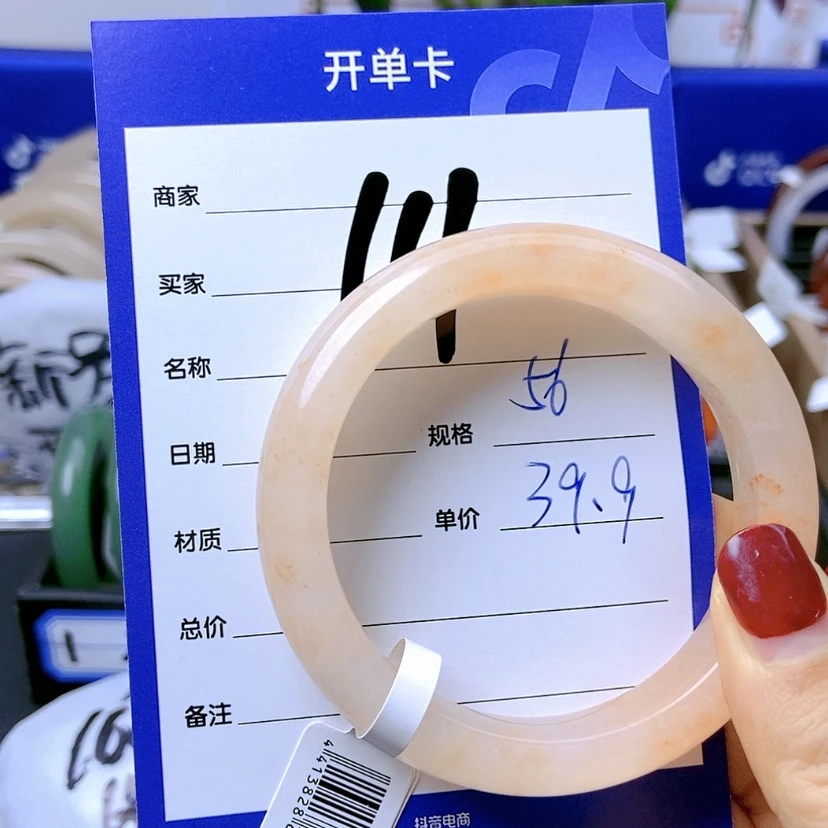 开单卡
商家
111
买家
名称
56
日期 规格
39.9
材质 单价
总价
备注
抖音电商